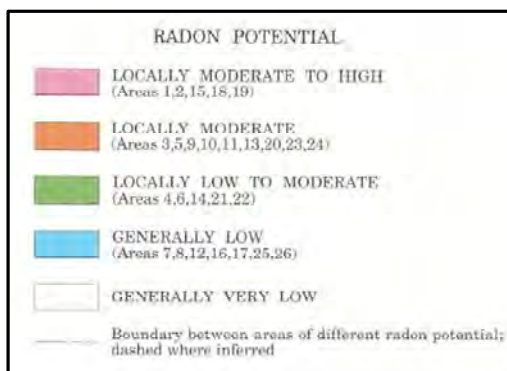 RADON POTENTIAL
LOCALLY MODERATE TO HIGH
(Areas 1,2,15,18,19)
LOCALLY MODERATE
(Areas 3,5,9,10,11,13,20,23,24)
LOCALLY LOW TO MODERATE
(Areas 4,6,14,21,22)
GENERALLY LOW
(Areas 7,8,12,16,17,25,26)
GENERALLY VERY LOW
Boundary between areas of different radon potential;
dashed where inferred